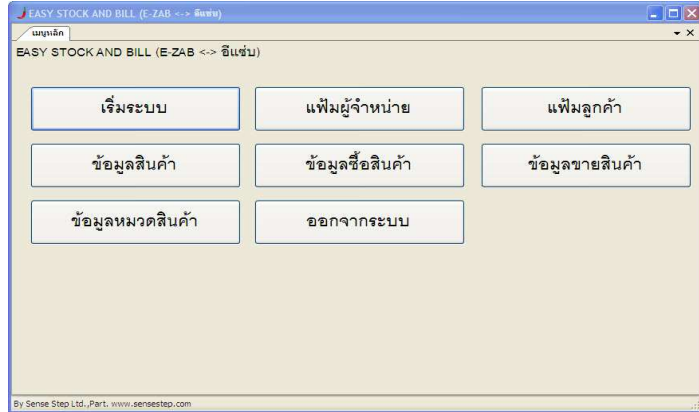 EASY STOCK AND BILL (E-ZAB <-> อีแซ่บ)
เมนูหลัก
EASY STOCK AND BILL (E-ZAB <-> อีแซ่บ)
เริ่มระบบ แฟ้มผู้จำหน่าย แฟ้มลูกค้า
ข้อมูลสินค้า ข้อมูลซื้อสินค้า ข้อมูลขายสินค้า
ข้อมูลหมวดสินค้า ออกจากระบบ
By Sense Step Ltd.,Part. www.sensestep.com